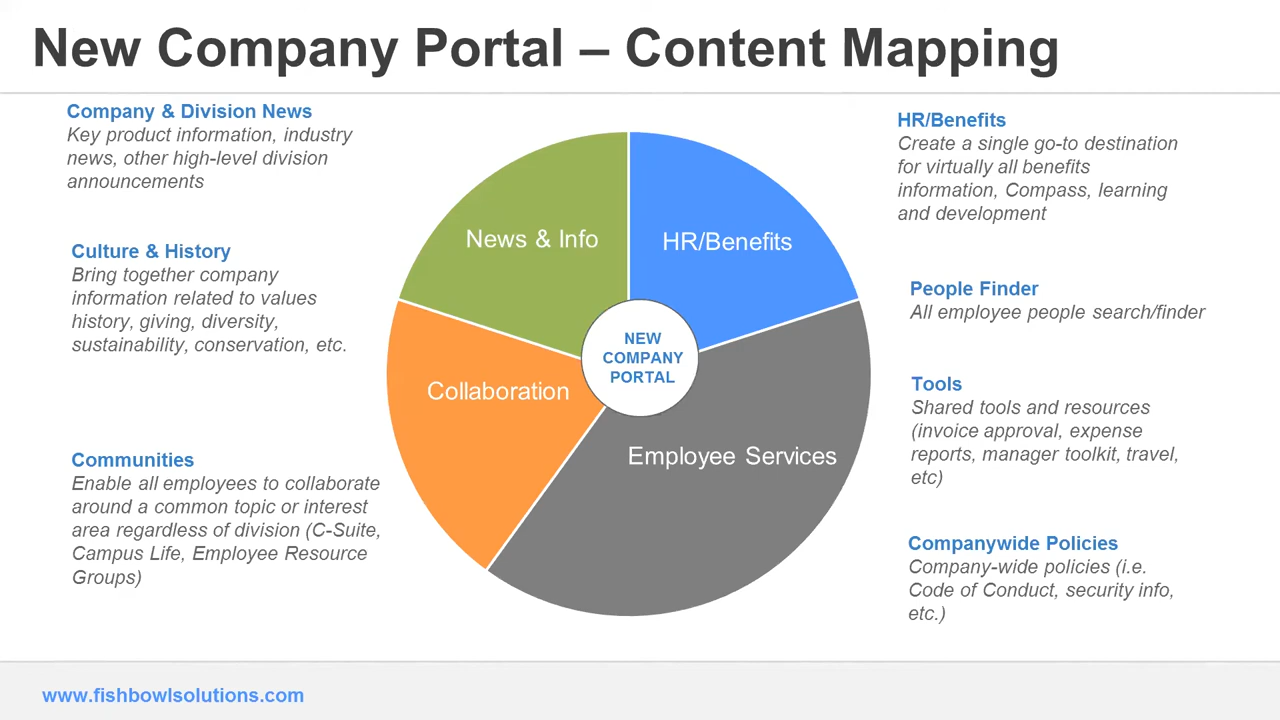 New Company Portal – Content Mapping
Company & Division News
Key product information, industry
news, other high-level division
announcements
Culture & History
Bring together company
information related to values
history, giving, diversity,
sustainability, conservation, etc.
Communities
Enable all employees to collaborate
around a common topic or interest
area regardless of division (C-Suite,
Campus Life, Employee Resource
Groups)
News & Info
HR/Benefits
Collaboration
NEW
COMPANY
PORTAL
Employee Services
HR/Benefits
Create a single go-to destination
for virtually all benefits
information, Compass, learning
and development
People Finder
All employee people search/finder
Tools
Shared tools and resources
(invoice approval, expense
reports, manager toolkit, travel,
etc)
Companywide Policies
Company-wide policies (i.e.
Code of Conduct, security info,
etc.)
www.fishbowlsolutions.com